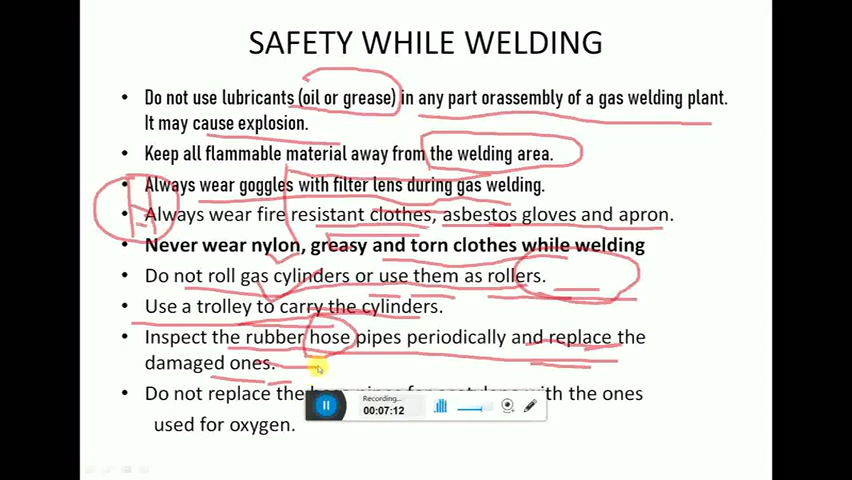 SAFETY WHILE WELDING
• Do not use lubricants (oil or grease) in any part orassembly of a gas welding plant.
It may cause explosion.
• Keep all flammable material away from the welding area.
• Always wear goggles with filter lens during gas welding.
• Always wear fire resistant clothes, asbestos gloves and apron.
• Never wear nylon, greasy and torn clothes while welding
• Do not roll gas cylinders or use them as rollers.
• Use a trolley to carry the cylinders.
• Inspect the rubber hose pipes periodically and replace the
damaged ones.
• Do not replace the with the ones
used for oxygen.
Recording...
00:07:12